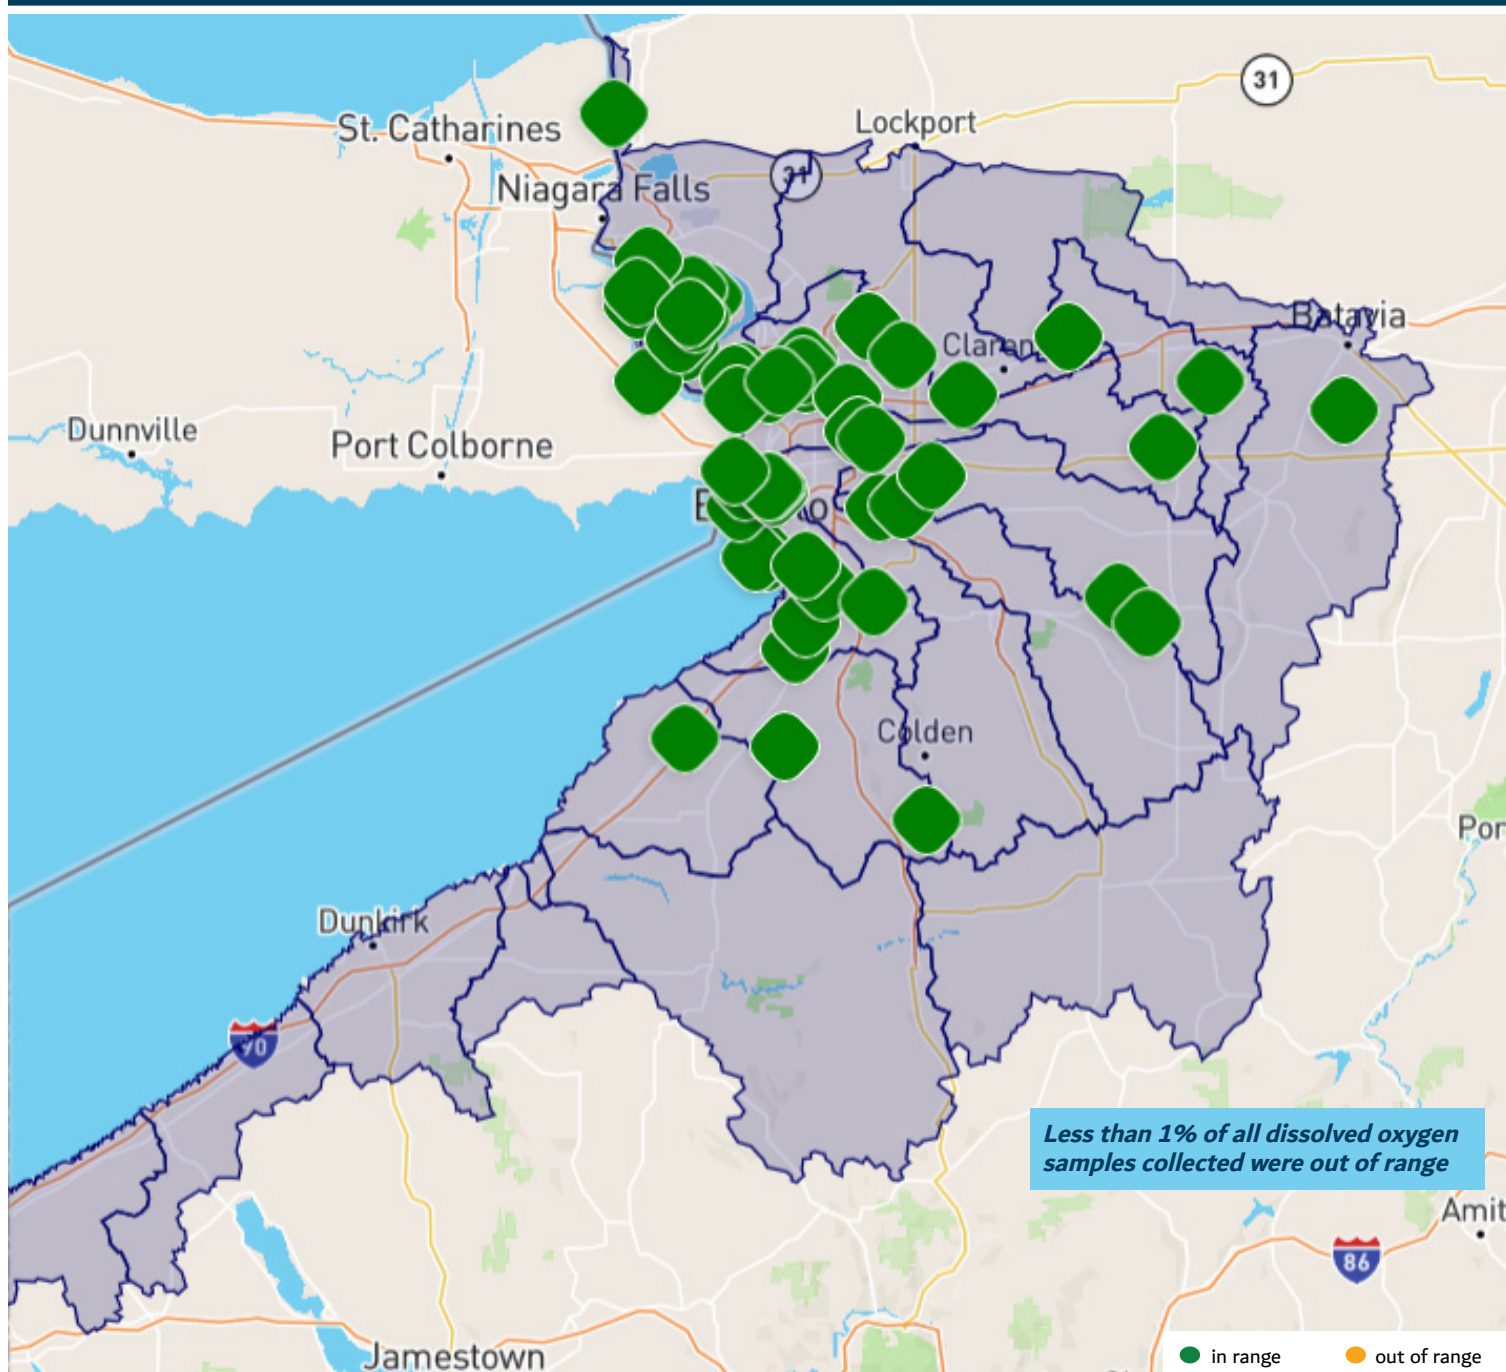 31
St. Catharines
Lockport
31
Niagara Falls
Batavia
Claren
Dunnville
Port Colborne
Colden
Por
Dunkirk
90
Less than 1% of all dissolved oxygen
samples collected were out of range
Amit
86
Jamestown
in range
out of range